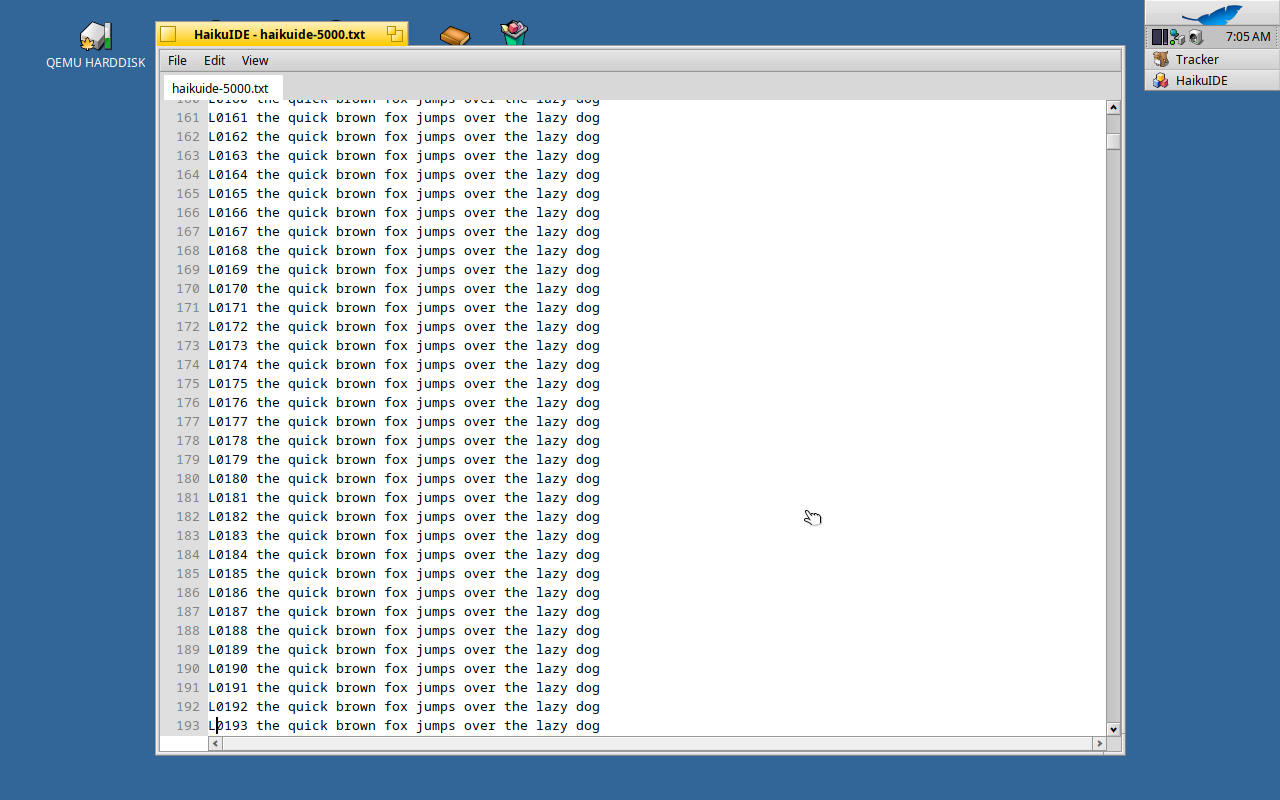 HaikuIDE - haikuide-5000.txt
QEMU HARDDISK
7:05 AM
Tracker
HaikuIDE
File Edit View
haikuide-5000.txt
161 L0161 the quick brown fox jumps over the lazy dog
162 L0162 the quick brown fox jumps over the lazy dog
163 L0163 the quick brown fox jumps over the lazy dog
164 L0164 the quick brown fox jumps over the lazy dog
165 L0165 the quick brown fox jumps over the lazy dog
166 L0166 the quick brown fox jumps over the lazy dog
167 L0167 the quick brown fox jumps over the lazy dog
168 L0168 the quick brown fox jumps over the lazy dog
169 L0169 the quick brown fox jumps over the lazy dog
170 L0170 the quick brown fox jumps over the lazy dog
171 L0171 the quick brown fox jumps over the lazy dog
172 L0172 the quick brown fox jumps over the lazy dog
173 L0173 the quick brown fox jumps over the lazy dog
174 L0174 the quick brown fox jumps over the lazy dog
175 L0175 the quick brown fox jumps over the lazy dog
176 L0176 the quick brown fox jumps over the lazy dog
177 L0177 the quick brown fox jumps over the lazy dog
178 L0178 the quick brown fox jumps over the lazy dog
179 L0179 the quick brown fox jumps over the lazy dog
180 L0180 the quick brown fox jumps over the lazy dog
181 L0181 the quick brown fox jumps over the lazy dog
182 L0182 the quick brown fox jumps over the lazy dog
183 L0183 the quick brown fox jumps over the lazy dog
184 L0184 the quick brown fox jumps over the lazy dog
185 L0185 the quick brown fox jumps over the lazy dog
186 L0186 the quick brown fox jumps over the lazy dog
187 L0187 the quick brown fox jumps over the lazy dog
188 L0188 the quick brown fox jumps over the lazy dog
189 L0189 the quick brown fox jumps over the lazy dog
190 L0190 the quick brown fox jumps over the lazy dog
191 L0191 the quick brown fox jumps over the lazy dog
192 L0192 the quick brown fox jumps over the lazy dog
193 L0193 the quick brown fox jumps over the lazy dog